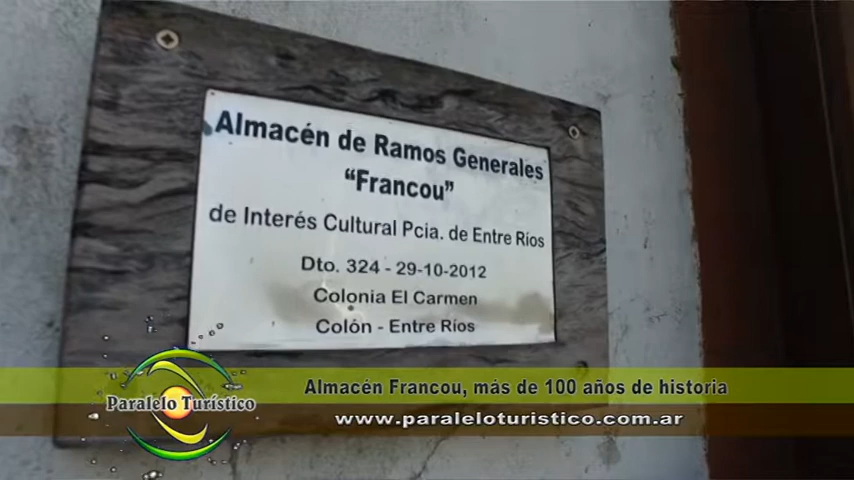 Almacén de Ramos Generales
“Francou”
de Interés Cultural Pcia. de Entre Ríos
Dto. 324 - 29-10-2012
Colonia El Carmen
Colón - Entre Ríos
Almacén Francou, más de 100 años de historia
Paralelo Turístico
www.paraleloturístico.com.ar